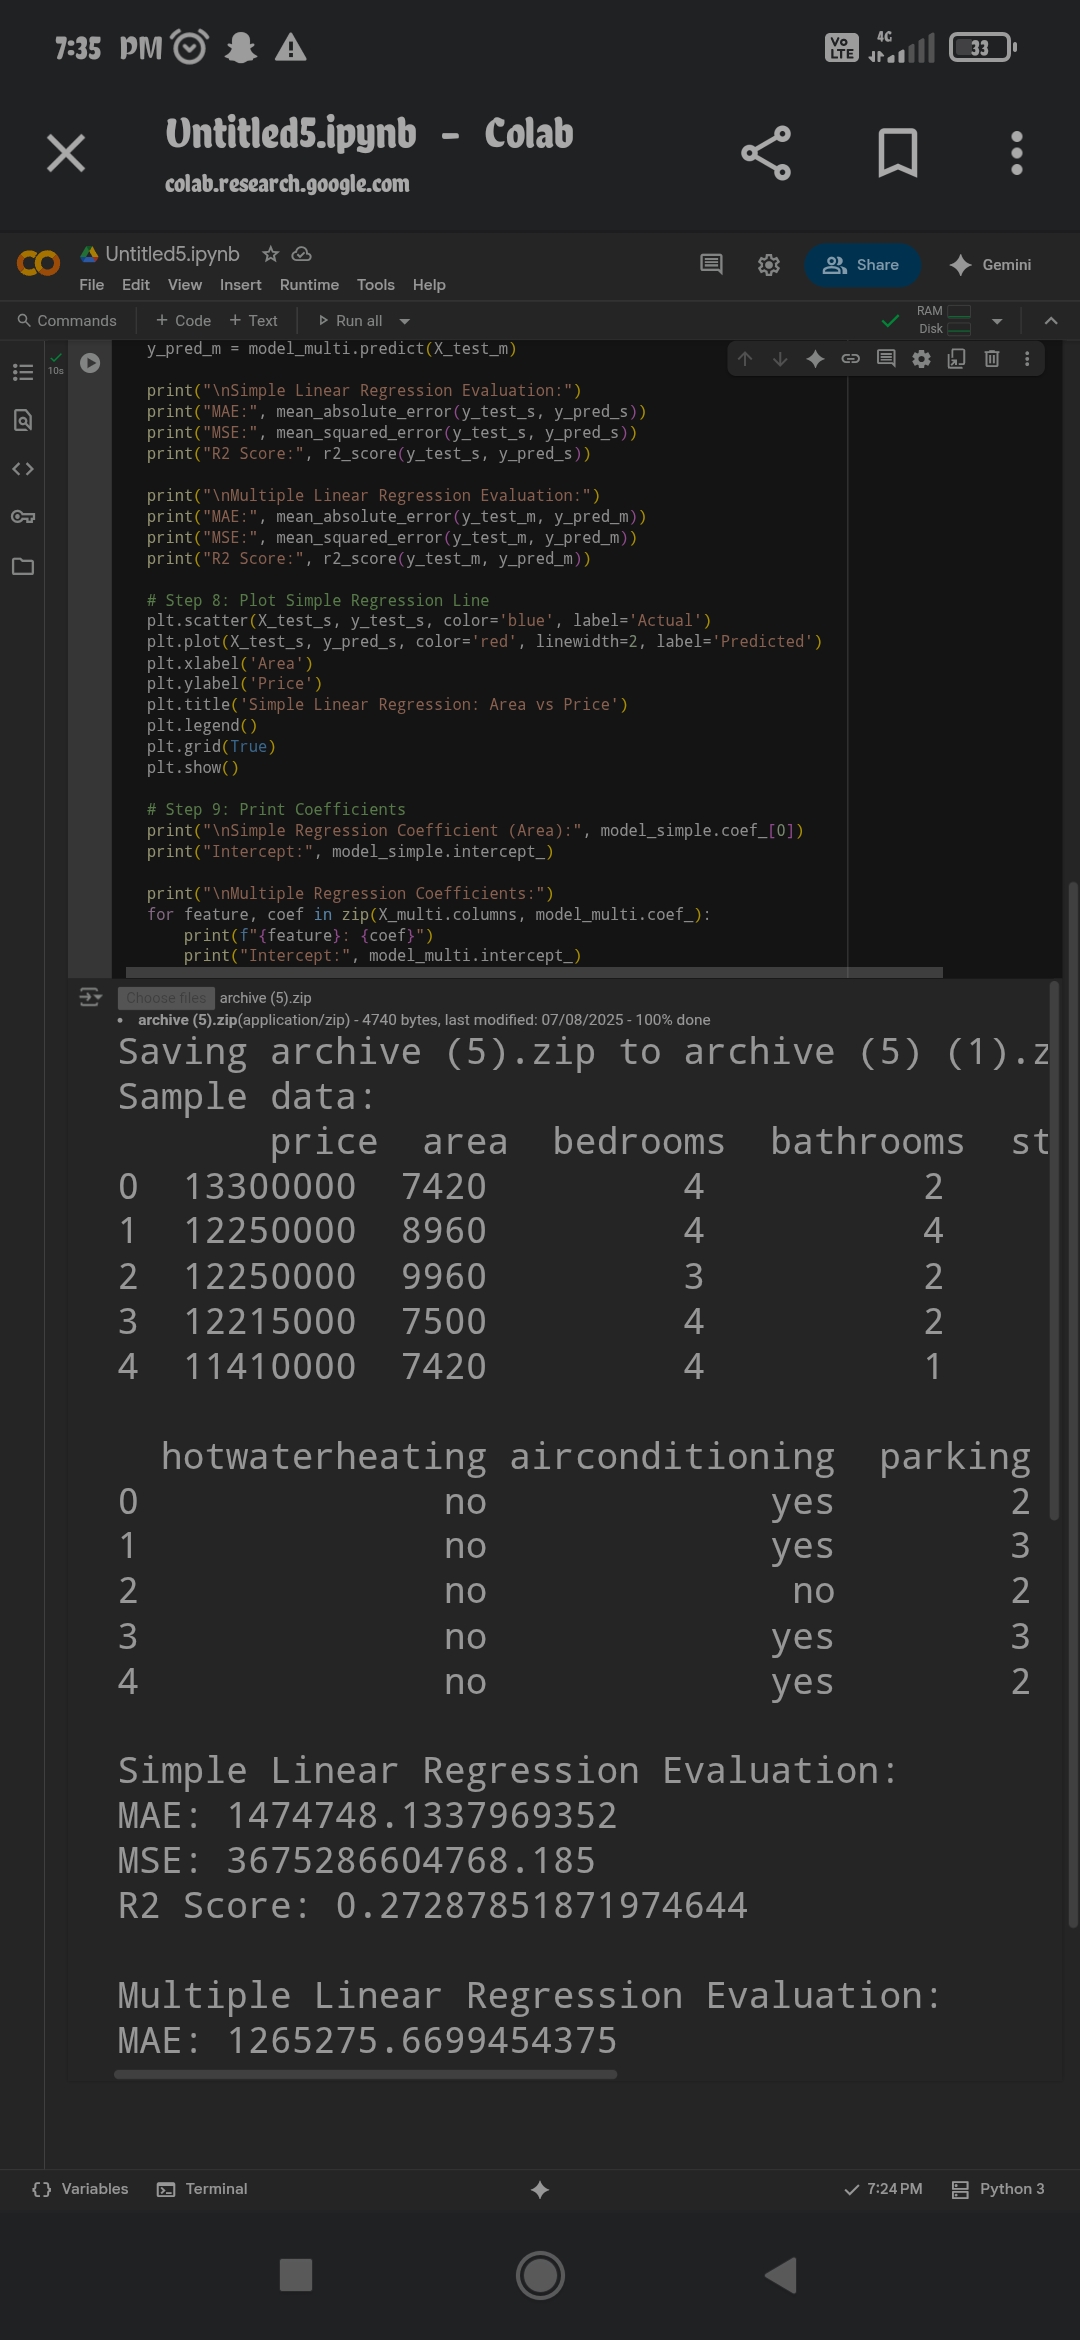 7:35 PM
Vo LTE 4G 33
Untitled5.ipynb - Colab
colab.research.google.com
Untitled5.ipynb
File Edit View Insert Runtime Tools Help
Share Gemini
Commands + Code + Text Run all
RAM
Disk
10s
y_pred_m = model_multi.predict(X_test_m)
print("\nSimple Linear Regression Evaluation:")
print("MAE:", mean_absolute_error(y_test_s, y_pred_s))
print("MSE:", mean_squared_error(y_test_s, y_pred_s))
print("R2 Score:", r2_score(y_test_s, y_pred_s))
print("\nMultiple Linear Regression Evaluation:")
print("MAE:", mean_absolute_error(y_test_m, y_pred_m))
print("MSE:", mean_squared_error(y_test_m, y_pred_m))
print("R2 Score:", r2_score(y_test_m, y_pred_m))
# Step 8: Plot Simple Regression Line
plt.scatter(X_test_s, y_test_s, color='blue', label='Actual')
plt.plot(X_test_s, y_pred_s, color='red', linewidth=2, label='Predicted')
plt.xlabel('Area')
plt.ylabel('Price')
plt.title('Simple Linear Regression: Area vs Price')
plt.legend()
plt.grid(True)
plt.show()
# Step 9: Print Coefficients
print("\nSimple Regression Coefficient (Area):", model_simple.coef_[0])
print("Intercept:", model_simple.intercept_)
print("\nMultiple Regression Coefficients:")
for feature, coef in zip(X_multi.columns, model_multi.coef_):
    print(f"{feature}: {coef}")
    print("Intercept:", model_multi.intercept_)
Choose files archive (5).zip
• archive (5).zip(application/zip) - 4740 bytes, last modified: 07/08/2025 - 100% done
Saving archive (5).zip to archive (5) (1).z
Sample data:
price area bedrooms bathrooms st
0 13300000 7420 4 2
1 12250000 8960 4 4
2 12250000 9960 3 2
3 12215000 7500 4 2
4 11410000 7420 4 1
hotwaterheating airconditioning parking
0 no yes 2
1 no yes 3
2 no no 2
3 no yes 3
4 no yes 2
Simple Linear Regression Evaluation:
MAE: 1474748.1337969352
MSE: 3675286604768.185
R2 Score: 0.27287851871974644
Multiple Linear Regression Evaluation:
MAE: 1265275.6699454375
Variables Terminal 7:24 PM Python 3